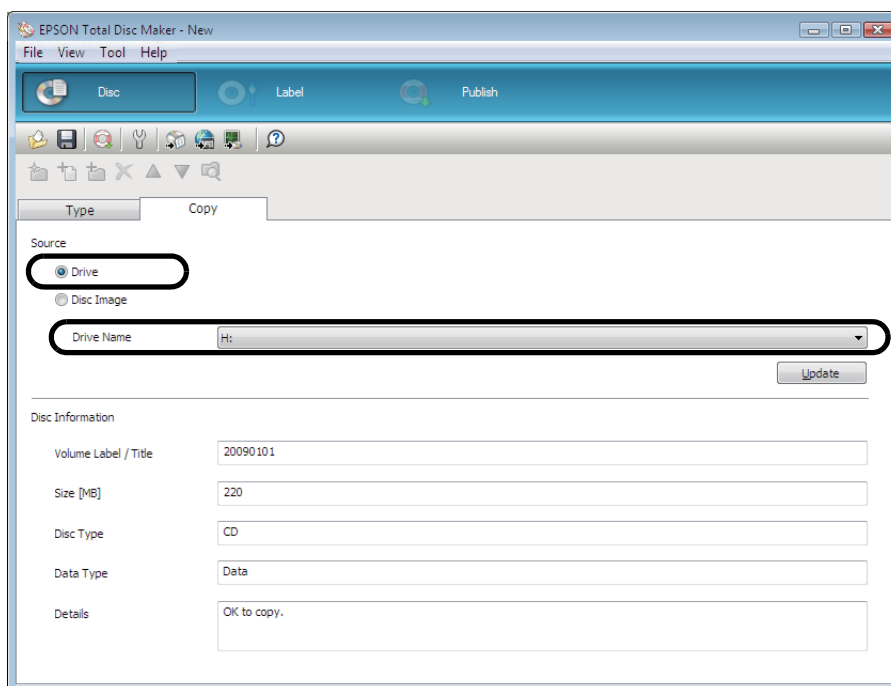 EPSON Total Disc Maker - New
File View Tool Help
Disc Label Publish
Type Copy
Source
Drive
Disc Image
Drive Name H:
Update
Disc Information
Volume Label / Title 20090101
Size [MB] 220
Disc Type CD
Data Type Data
Details OK to copy.